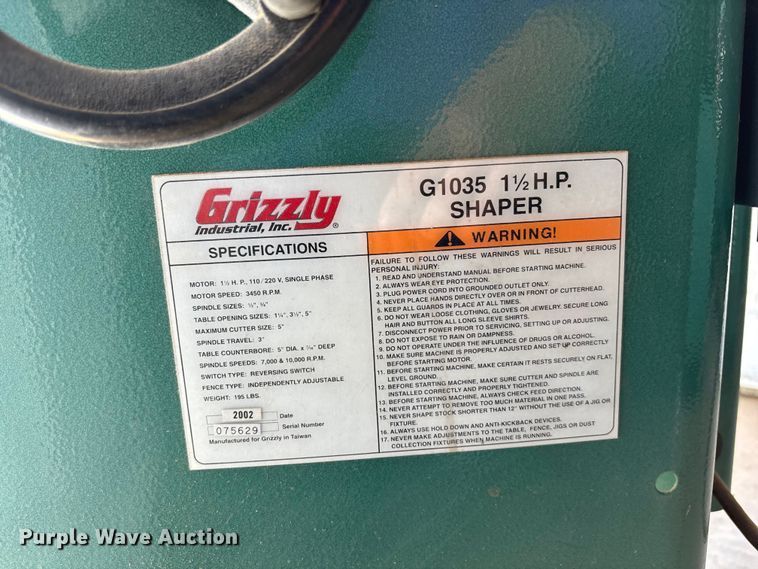 Grizzly
Industrial, Inc. ®
G1035 1½ H.P.
SHAPER
SPECIFICATIONS
MOTOR: 1½ H. P., 110/220 V, SINGLE PHASE
MOTOR SPEED: 3450 R.P.M.
SPINDLE SIZES: ½", ¾"
TABLE OPENING SIZES: 1¼", 3½", 5"
MAXIMUM CUTTER SIZE: 5"
SPINDLE TRAVEL: 3"
TABLE COUNTERBORE: 5" DIA. x DEEP
SPINDLE SPEEDS: 7,000 & 10,000 R.P.M.
SWITCH TYPE: REVERSING SWITCH
FENCE TYPE: INDEPENDENTLY ADJUSTABLE
WEIGHT: 195 LBS.
2002 Date
075629 Serial Number
Manufactured for Grizzly in Taiwan
WARNING!
FAILURE TO FOLLOW THESE WARNINGS WILL RESULT IN SERIOUS
PERSONAL INJURY:
1. READ AND UNDERSTAND MANUAL BEFORE STARTING MACHINE.
2. ALWAYS WEAR EYE PROTECTION.
3. PLUG POWER CORD INTO GROUNDED OUTLET ONLY.
4. NEVER PLACE HANDS DIRECTLY OVER OR IN FRONT OF CUTTERHEAD.
5. KEEP ALL GUARDS IN PLACE AT ALL TIMES.
6. DO NOT WEAR LOOSE CLOTHING, GLOVES OR JEWELRY. SECURE LONG
HAIR AND BUTTON ALL LONG SLEEVE SHIRTS.
7. DISCONNECT POWER PRIOR TO SERVICING, SETTING UP OR ADJUSTING.
8. DO NOT EXPOSE TO RAIN OR DAMPNESS.
9. DO NOT OPERATE UNDER THE INFLUENCE OF DRUGS OR ALCOHOL.
10. MAKE SURE MACHINE IS PROPERLY ADJUSTED AND SET UP CORRECTLY
BEFORE STARTING MOTOR.
11. BEFORE STARTING MACHINE, MAKE CERTAIN IT RESTS SECURELY ON FLAT,
LEVEL GROUND.
12. BEFORE STARTING MACHINE, MAKE SURE CUTTER AND SPINDLE ARE
INSTALLED CORRECTLY AND PROPERLY TIGHTENED.
13. BEFORE STARTING MACHINE, ALWAYS CHECK FEED DIRECTION.
14. NEVER ATTEMPT TO REMOVE TOO MUCH MATERIAL IN ONE PASS.
15. NEVER SHAPE STOCK SHORTER THAN 12" WITHOUT THE USE OF A JIG OR
FIXTURE.
16. ALWAYS USE HOLD DOWN AND ANTI-KICKBACK DEVICES.
17. NEVER MAKE ADJUSTMENTS TO THE TABLE, FENCE, JIGS OR DUST
COLLECTION FIXTURES WHEN MACHINE IS RUNNING.
Purple Wave Auction